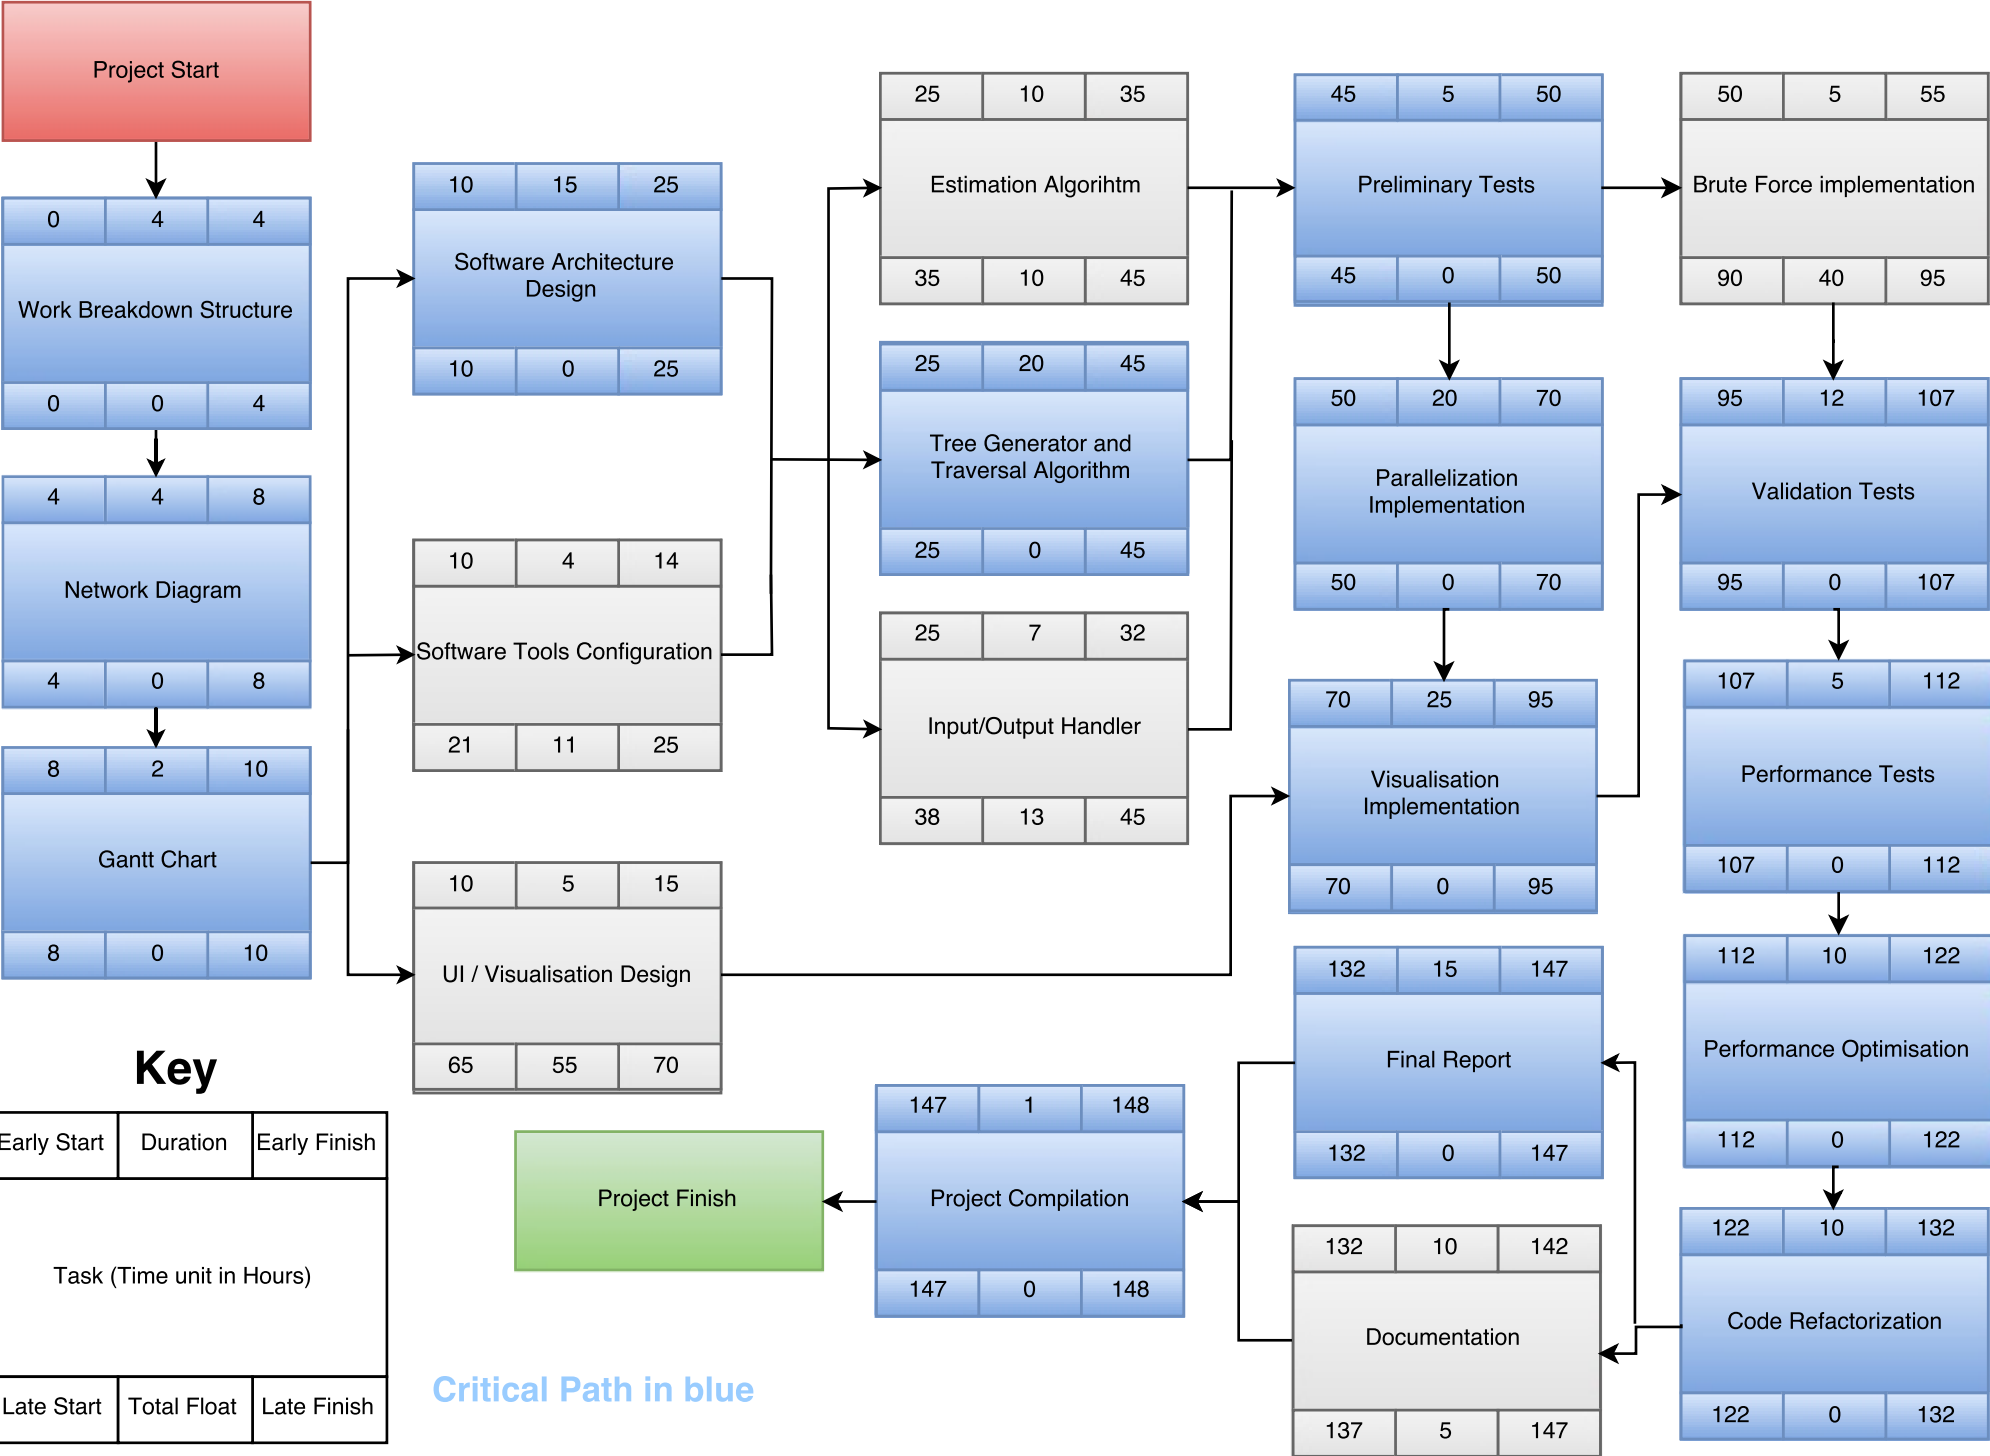 Project Start
0 4 4
Work Breakdown Structure
0 0 4
4 4 8
Network Diagram
4 0 8
8 2 10
Gantt Chart
8 0 10
10 15 25
Software Architecture
Design
10 0 25
10 4 14
Software Tools Configuration
21 11 25
10 5 15
UI / Visualisation Design
65 55 70
25 10 35
Estimation Algorihtm
35 10 45
25 20 45
Tree Generator and
Traversal Algorithm
25 0 45
25 7 32
Input/Output Handler
38 13 45
45 5 50
Preliminary Tests
45 0 50
50 20 70
Parallelization
Implementation
50 0 70
70 25 95
Visualisation
Implementation
70 0 95
50 5 55
Brute Force implementation
90 40 95
95 12 107
Validation Tests
95 0 107
107 5 112
Performance Tests
107 0 112
112 10 122
Performance Optimisation
112 0 122
122 10 132
Code Refactorization
122 0 132
132 15 147
Final Report
132 0 147
132 10 142
Documentation
137 5 147
147 1 148
Project Compilation
147 0 148
Project Finish
Key
Early Start Duration Early Finish
Task (Time unit in Hours)
Late Start Total Float Late Finish
Critical Path in blue